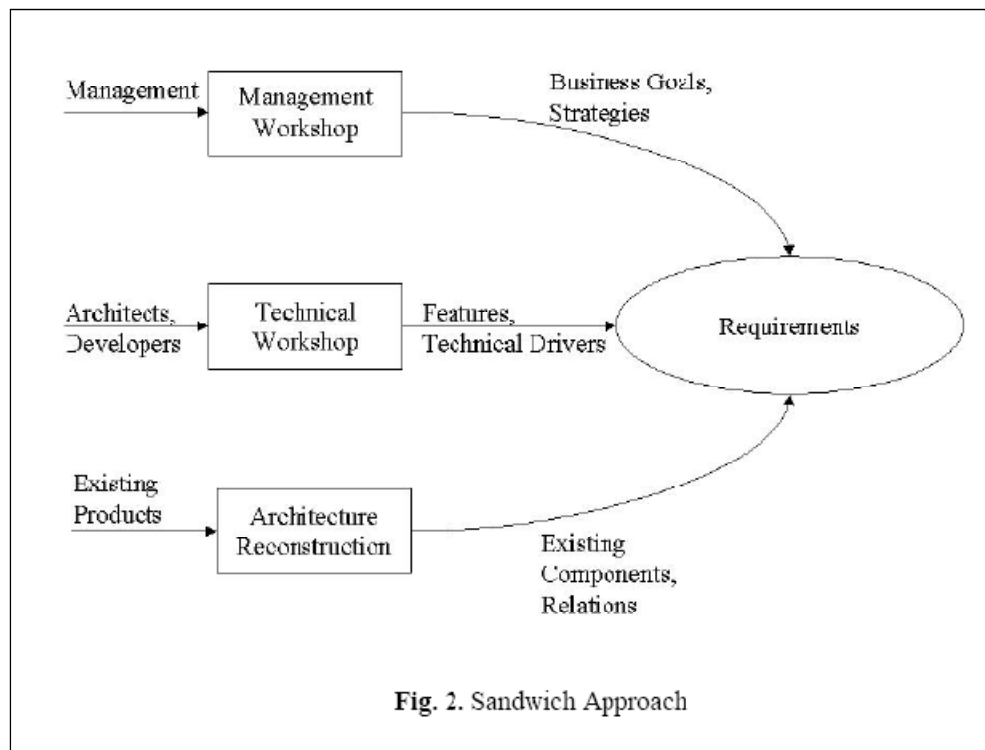 Management
Management
Workshop
Business Goals,
Strategies
Architects,
Developers
Technical
Workshop
Features,
Technical Drivers
Requirements
Existing
Products
Architecture
Reconstruction
Existing
Components,
Relations
Fig. 2. Sandwich Approach